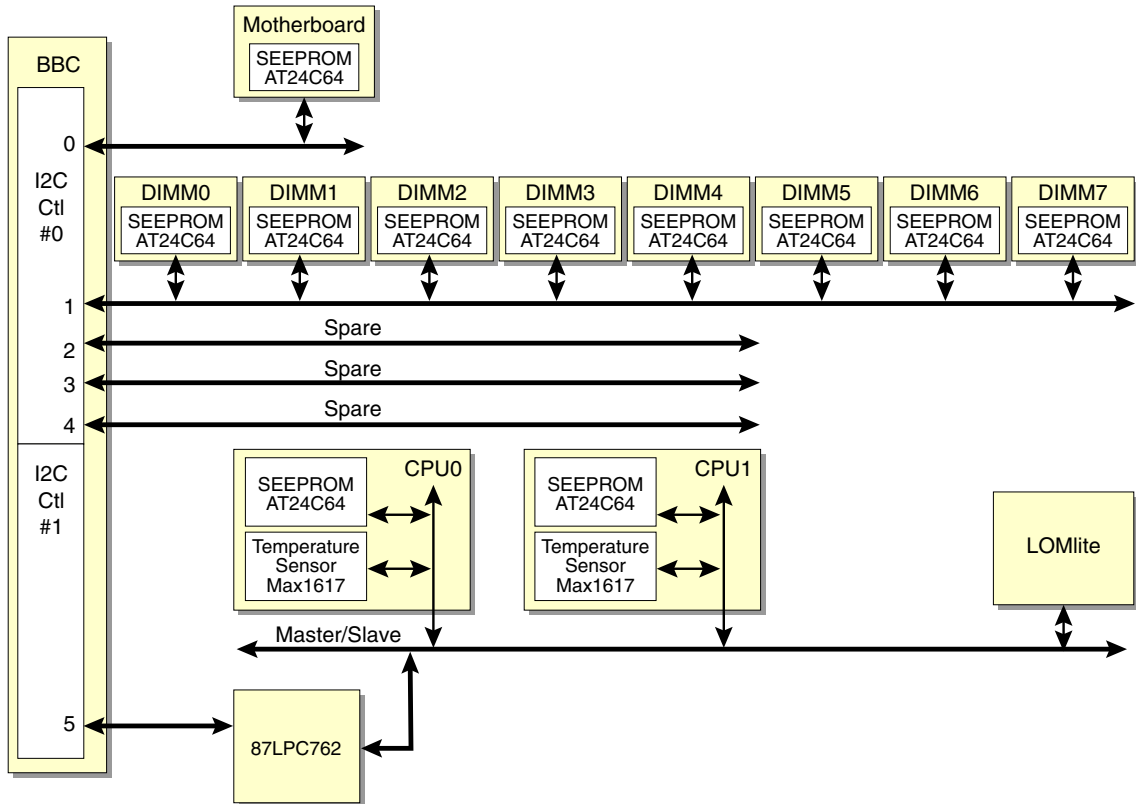 Motherboard
SEEPROM
AT24C64
BBC
0
I2C
Ctl
#0
DIMM0
SEEPROM
AT24C64
DIMM1
SEEPROM
AT24C64
DIMM2
SEEPROM
AT24C64
DIMM3
SEEPROM
AT24C64
DIMM4
SEEPROM
AT24C64
DIMM5
SEEPROM
AT24C64
DIMM6
SEEPROM
AT24C64
DIMM7
SEEPROM
AT24C64
1
Spare
2
Spare
3
Spare
4
I2C
Ctl
#1
CPU0
SEEPROM
AT24C64
Temperature
Sensor
Max1617
CPU1
SEEPROM
AT24C64
Temperature
Sensor
Max1617
LOMlite
Master/Slave
5
87LPC762